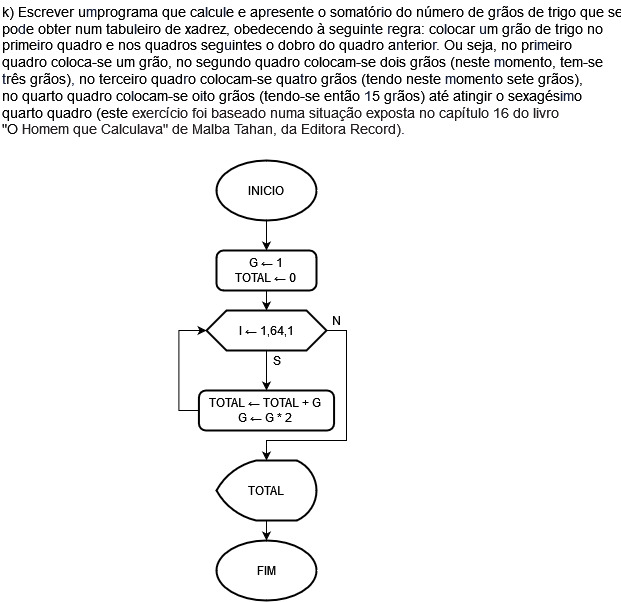 k) Escrever umprograma que calcule e apresente o somatório do número de grãos de trigo que se
pode obter num tabuleiro de xadrez, obedecendo à seguinte regra: colocar um grão de trigo no
primeiro quadro e nos quadros seguintes o dobro do quadro anterior. Ou seja, no primeiro
quadro coloca-se um grão, no segundo quadro colocam-se dois grãos (neste momento, tem-se
três grãos), no terceiro quadro colocam-se quatro grãos (tendo neste momento sete grãos),
no quarto quadro colocam-se oito grãos (tendo-se então 15 grãos) até atingir o sexagésimo
quarto quadro (este exercício foi baseado numa situação exposta no capítulo 16 do livro
"O Homem que Calculava" de Malba Tahan, da Editora Record).
INICIO
G ← 1
TOTAL ← 0
I ← 1,64,1
N
S
TOTAL ← TOTAL + G
G ← G * 2
TOTAL
FIM